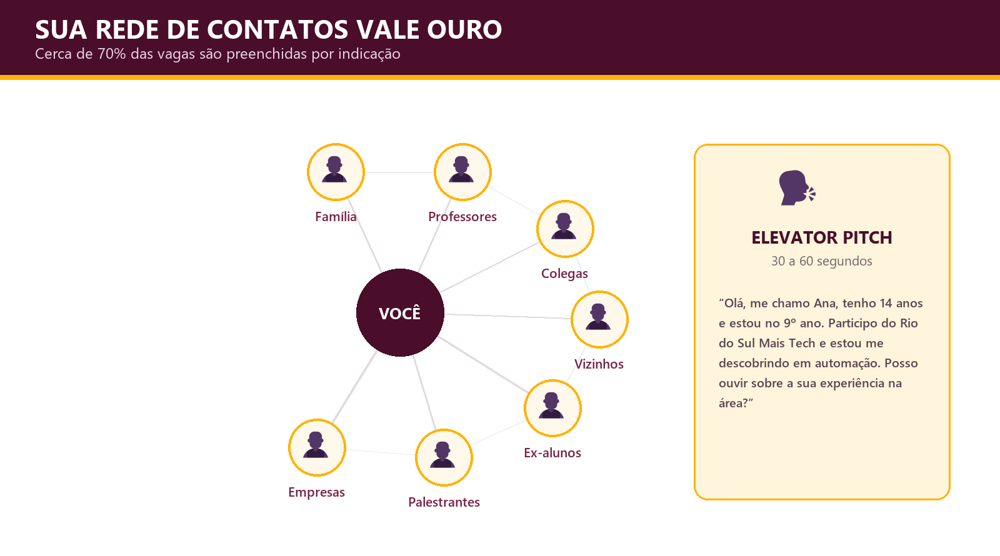 SUA REDE DE CONTATOS VALE OURO
Cerca de 70% das vagas são preenchidas por indicação
Família
Professores
Colegas
VOCÊ
Vizinhos
Ex-alunos
Empresas
Palestrantes
ELEVATOR PITCH
30 a 60 segundos
“Olá, me chamo Ana, tenho 14 anos
e estou no 9º ano. Participo do Rio
do Sul Mais Tech e estou me
descobrindo em automação. Posso
ouvir sobre a sua experiência na
área?”